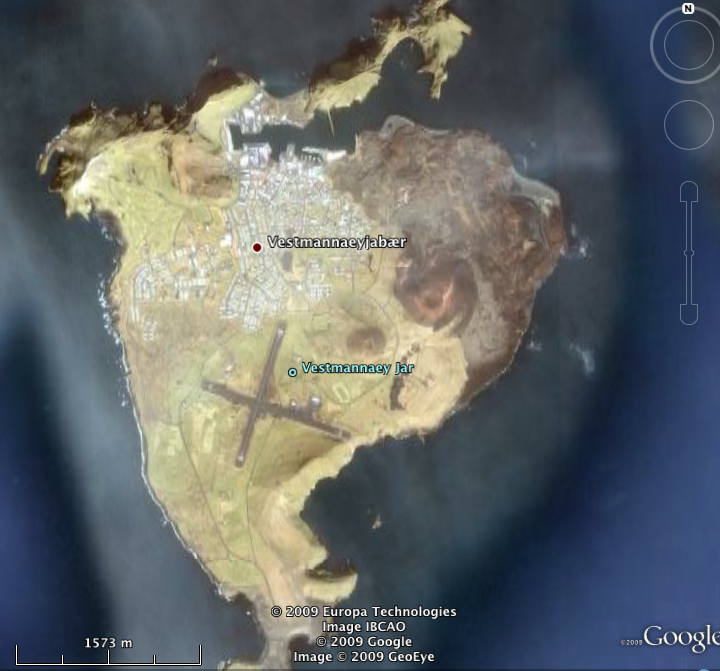 N
Vestmannaeyjabær
Vestmannaey Jar
© 2009 Europa Technologies
Image IBCAO
© 2009 Google
Image © 2009 GeoEye
1573 m
©2009 Google